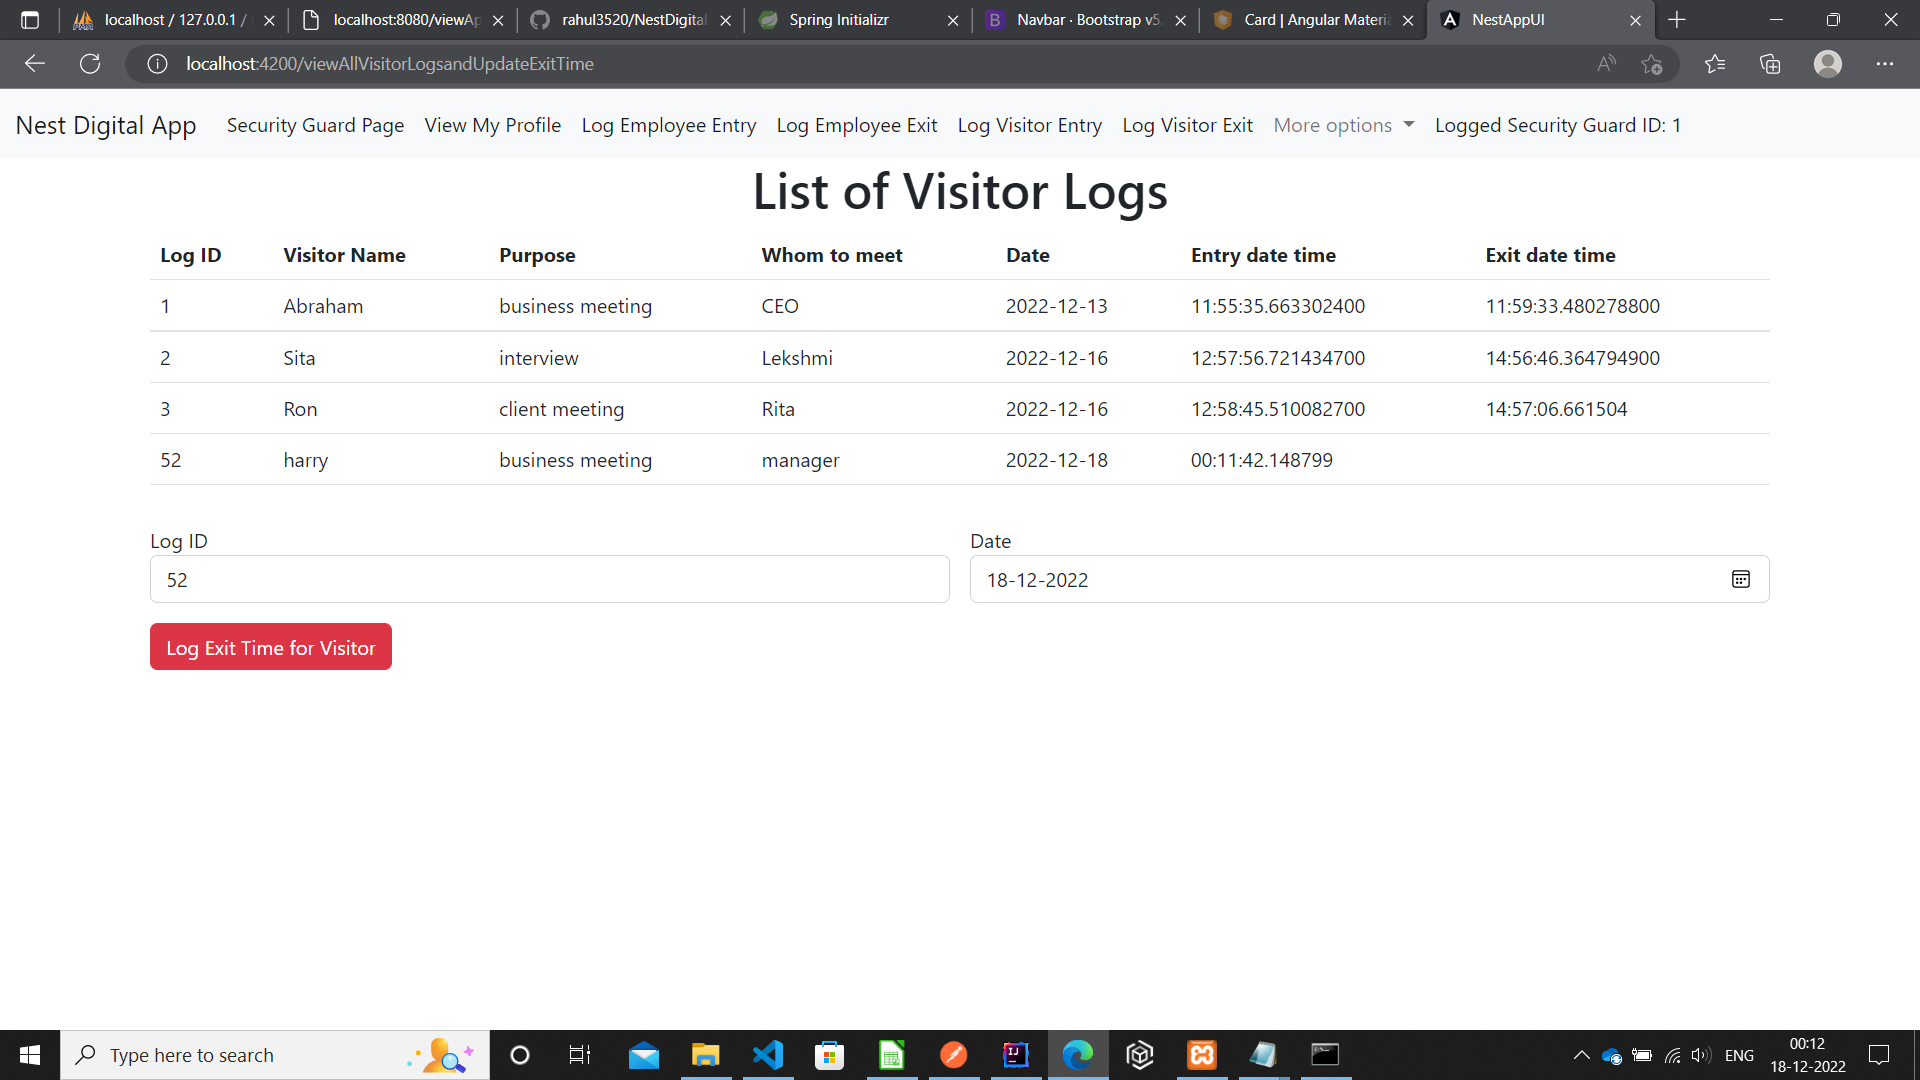 localhost / 127.0.0.1 /
localhost:8080/viewAp
rahul3520/NestDigital
Spring Initializr
Navbar · Bootstrap v5.
Card | Angular Materia
NestAppUI
localhost:4200/viewAllVisitorLogsandUpdateExitTime
Nest Digital App Security Guard Page View My Profile Log Employee Entry Log Employee Exit Log Visitor Entry Log Visitor Exit More options Logged Security Guard ID: 1
List of Visitor Logs
Log ID Visitor Name Purpose Whom to meet Date Entry date time Exit date time
1 Abraham business meeting CEO 2022-12-13 11:55:35.663302400 11:59:33.480278800
2 Sita interview Lekshmi 2022-12-16 12:57:56.721434700 14:56:46.364794900
3 Ron client meeting Rita 2022-12-16 12:58:45.510082700 14:57:06.661504
52 harry business meeting manager 2022-12-18 00:11:42.148799
Log ID Date
52 18-12-2022
Log Exit Time for Visitor
Type here to search
ENG
00:12
18-12-2022